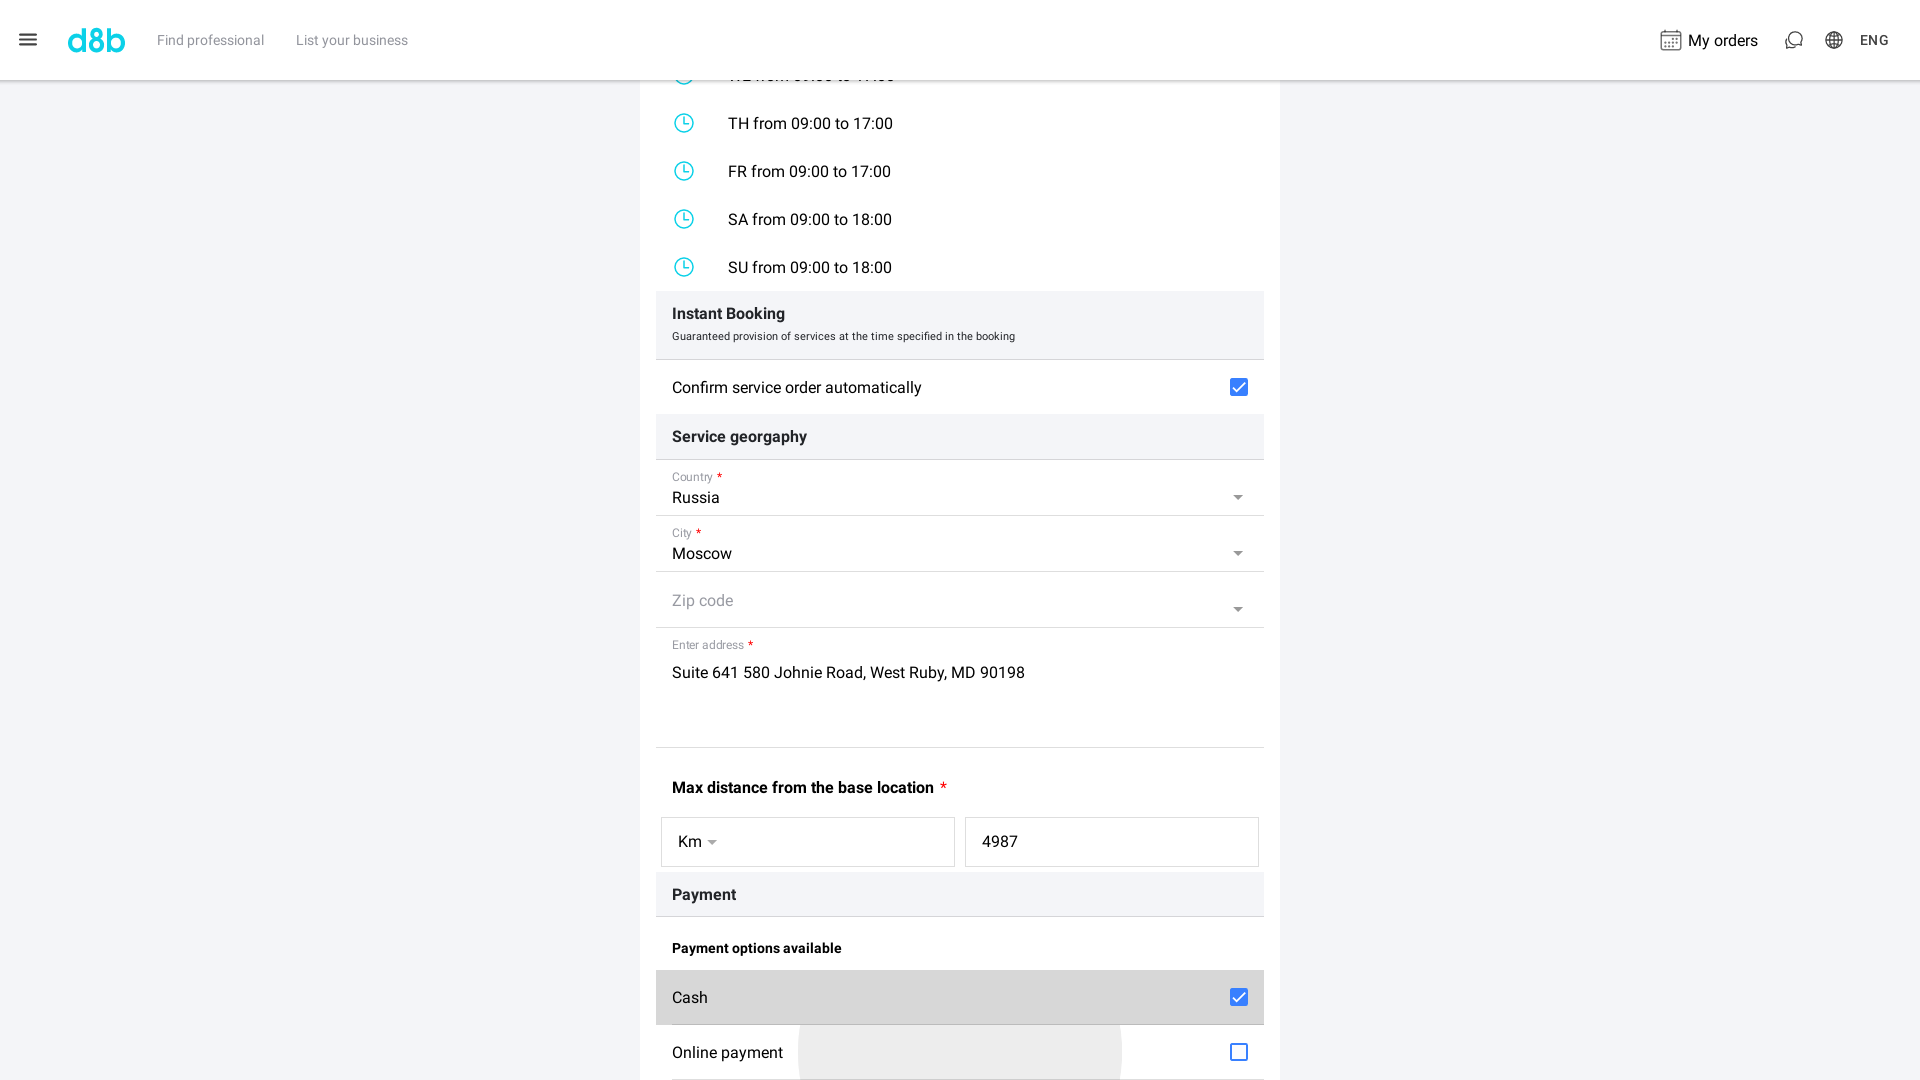 d8b
Find professional
List your business
My orders
ENG
TH from 09:00 to 17:00
FR from 09:00 to 17:00
SA from 09:00 to 18:00
SU from 09:00 to 18:00
Instant Booking
Guaranteed provision of services at the time specified in the booking
Confirm service order automatically
Service georgaphy
Country *
Russia
City *
Moscow
Zip code
Enter address *
Suite 641 580 Johnie Road, West Ruby, MD 90198
Max distance from the base location *
Km
4987
Payment
Payment options available
Cash
Online payment